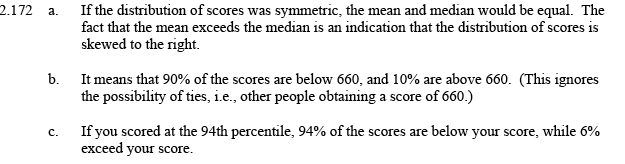 2.172 a. If the distribution of scores was symmetric, the mean and median would be equal. The
fact that the mean exceeds the median is an indication that the distribution of scores is
skewed to the right.
b. It means that 90% of the scores are below 660, and 10% are above 660. (This ignores
the possibility of ties, i.e., other people obtaining a score of 660.)
c. If you scored at the 94th percentile, 94% of the scores are below your score, while 6%
exceed your score.